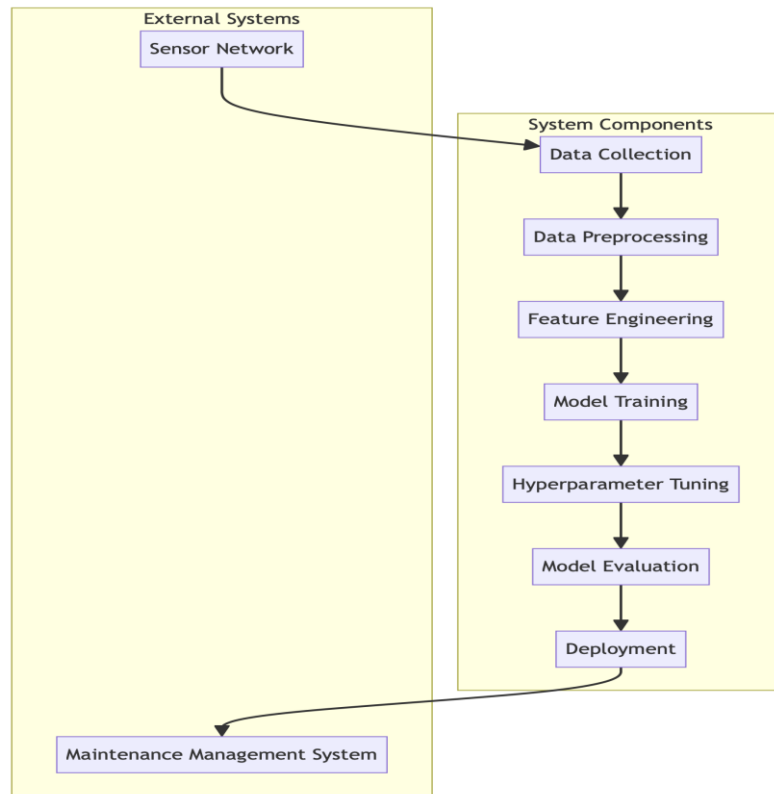 External Systems
Sensor Network
System Components
Data Collection
Data Preprocessing
Feature Engineering
Model Training
Hyperparameter Tuning
Model Evaluation
Deployment
Maintenance Management System